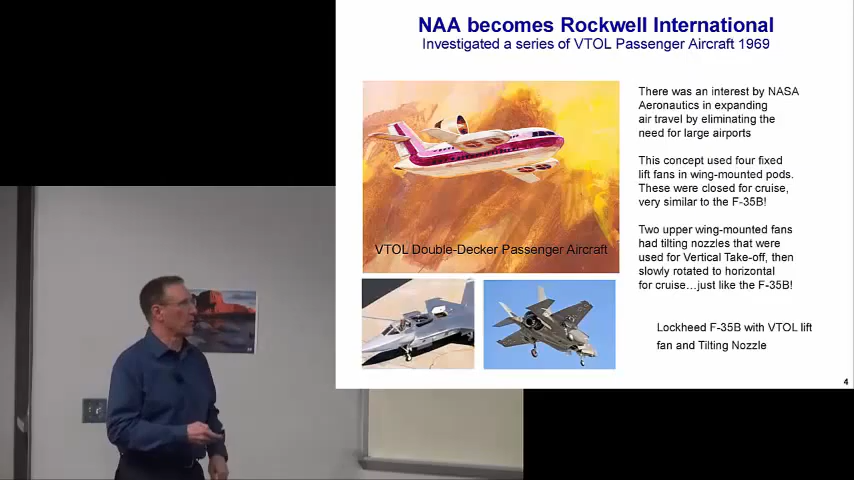 NAA becomes Rockwell International
Investigated a series of VTOL Passenger Aircraft 1969
There was an interest by NASA
Aeronautics in expanding
air travel by eliminating the
need for large airports
This concept used four fixed
lift fans in wing-mounted pods.
These were closed for cruise,
very similar to the F-35B!
Two upper wing-mounted fans
had tilting nozzles that were
used for Vertical Take-off, then
slowly rotated to horizontal
for cruise…just like the F-35B!
VTOL Double-Decker Passenger Aircraft
Lockheed F-35B with VTOL lift
fan and Tilting Nozzle
4